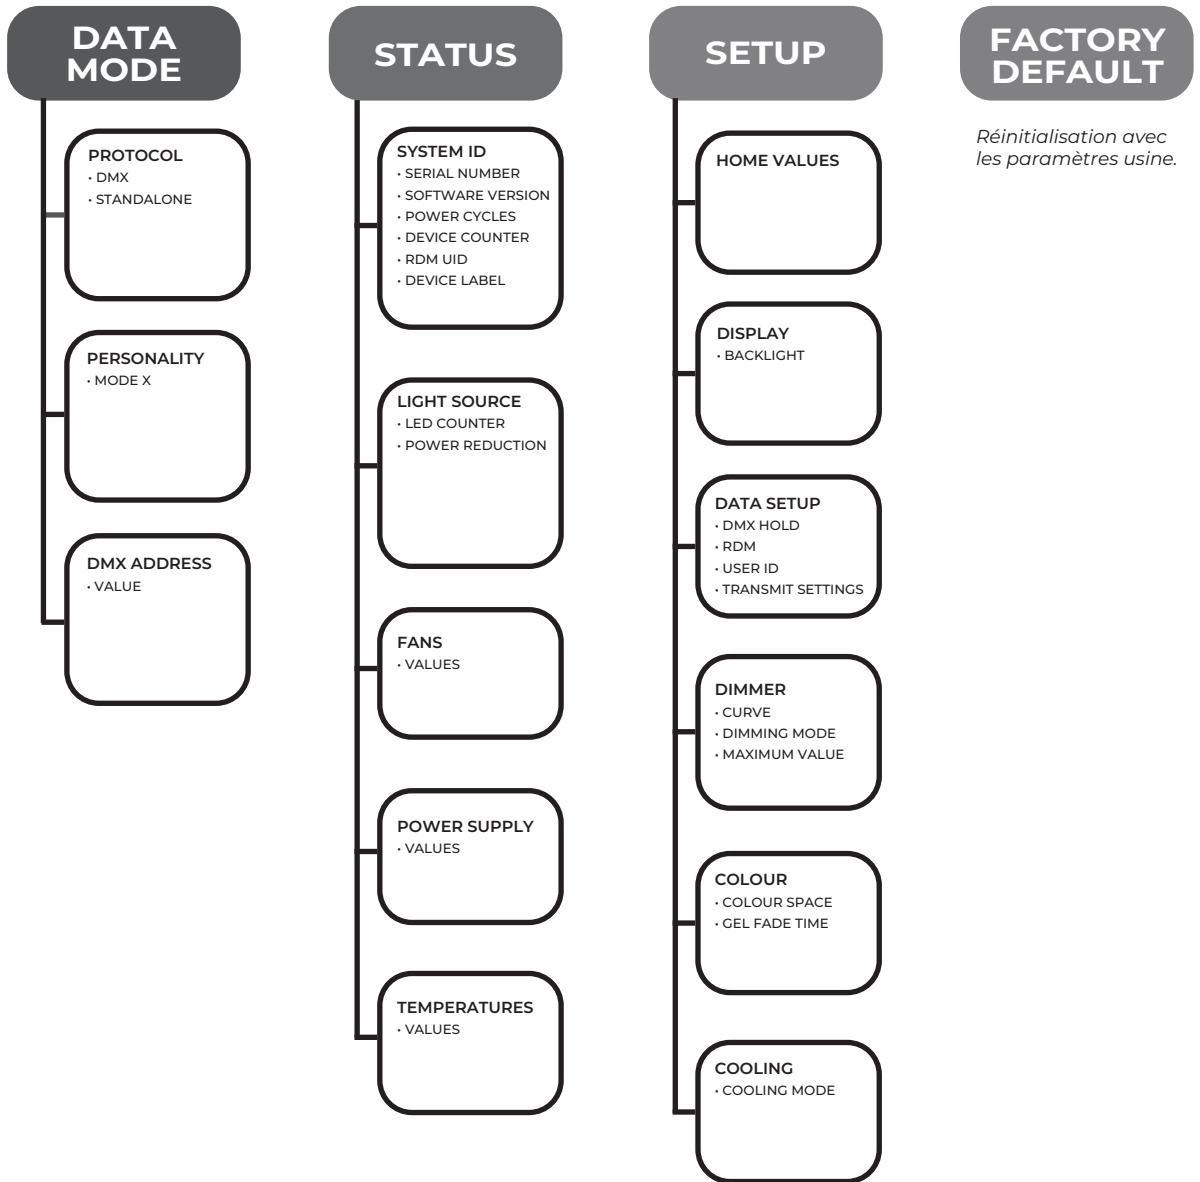 DATA
MODE
PROTOCOL
• DMX
• STANDALONE
PERSONALITY
• MODE X
DMX ADDRESS
• VALUE
STATUS
SYSTEM ID
• SERIAL NUMBER
• SOFTWARE VERSION
• POWER CYCLES
• DEVICE COUNTER
• RDM UID
• DEVICE LABEL
LIGHT SOURCE
• LED COUNTER
• POWER REDUCTION
FANS
• VALUES
POWER SUPPLY
• VALUES
TEMPERATURES
• VALUES
SETUP
HOME VALUES
DISPLAY
• BACKLIGHT
DATA SETUP
• DMX HOLD
• RDM
• USER ID
• TRANSMIT SETTINGS
DIMMER
• CURVE
• DIMMING MODE
• MAXIMUM VALUE
COLOUR
• COLOUR SPACE
• GEL FADE TIME
COOLING
• COOLING MODE
FACTORY
DEFAULT
Réinitialisation avec
les paramètres usine.